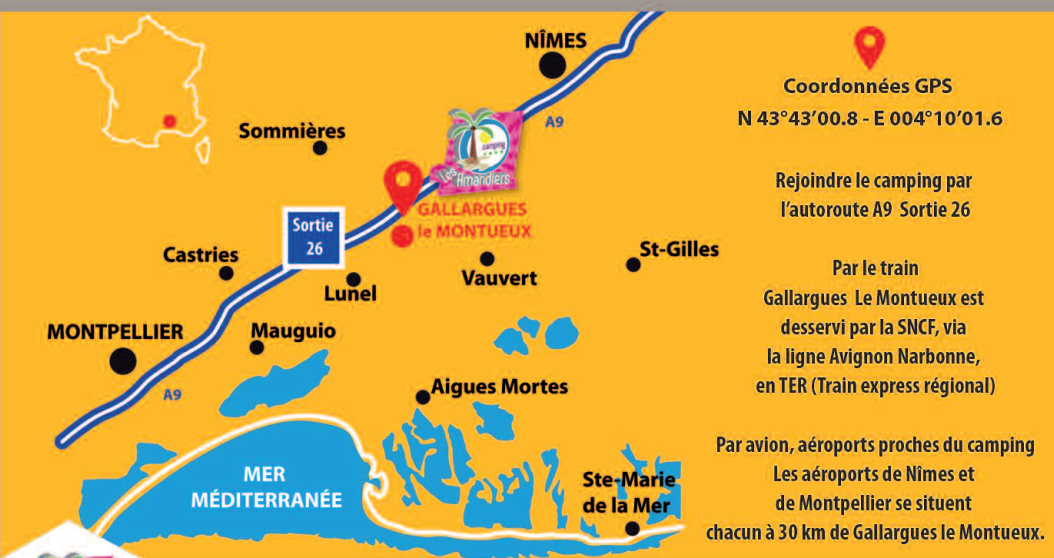 NÎMES
A9
Sommières
camping
Les Amandiers
GALLARGUES
le MONTUEUX
Sortie
26
Castries
Lunel
Vauvert
St-Gilles
MONTPELLIER
Mauguio
A9
Aigues Mortes
MER
MÉDITERRANÉE
Ste-Marie
de la Mer
Coordonnées GPS
N 43°43’00.8 - E 004°10’01.6
Rejoindre le camping par
l’autoroute A9 Sortie 26
Par le train
Gallargues Le Montueux est
desservi par la SNCF, via
la ligne Avignon Narbonne,
en TER (Train express régional)
Par avion, aéroports proches du camping
Les aéroports de Nîmes et
de Montpellier se situent
chacun à 30 km de Gallargues le Montueux.